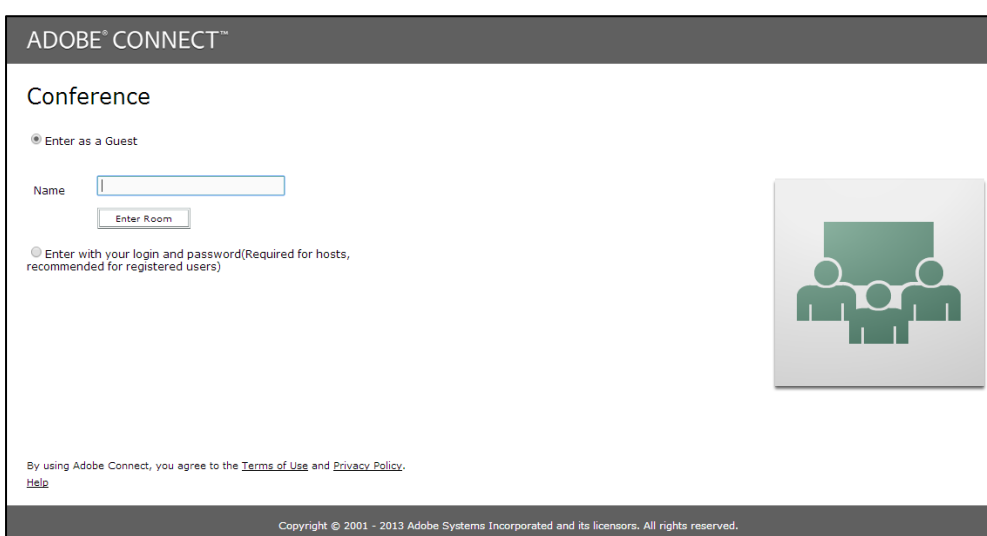 ADOBE® CONNECT™
Conference
Enter as a Guest
Name
Enter Room
Enter with your login and password(Required for hosts,
recommended for registered users)
By using Adobe Connect, you agree to the Terms of Use and Privacy Policy.
Help
Copyright © 2001 - 2013 Adobe Systems Incorporated and its licensors. All rights reserved.